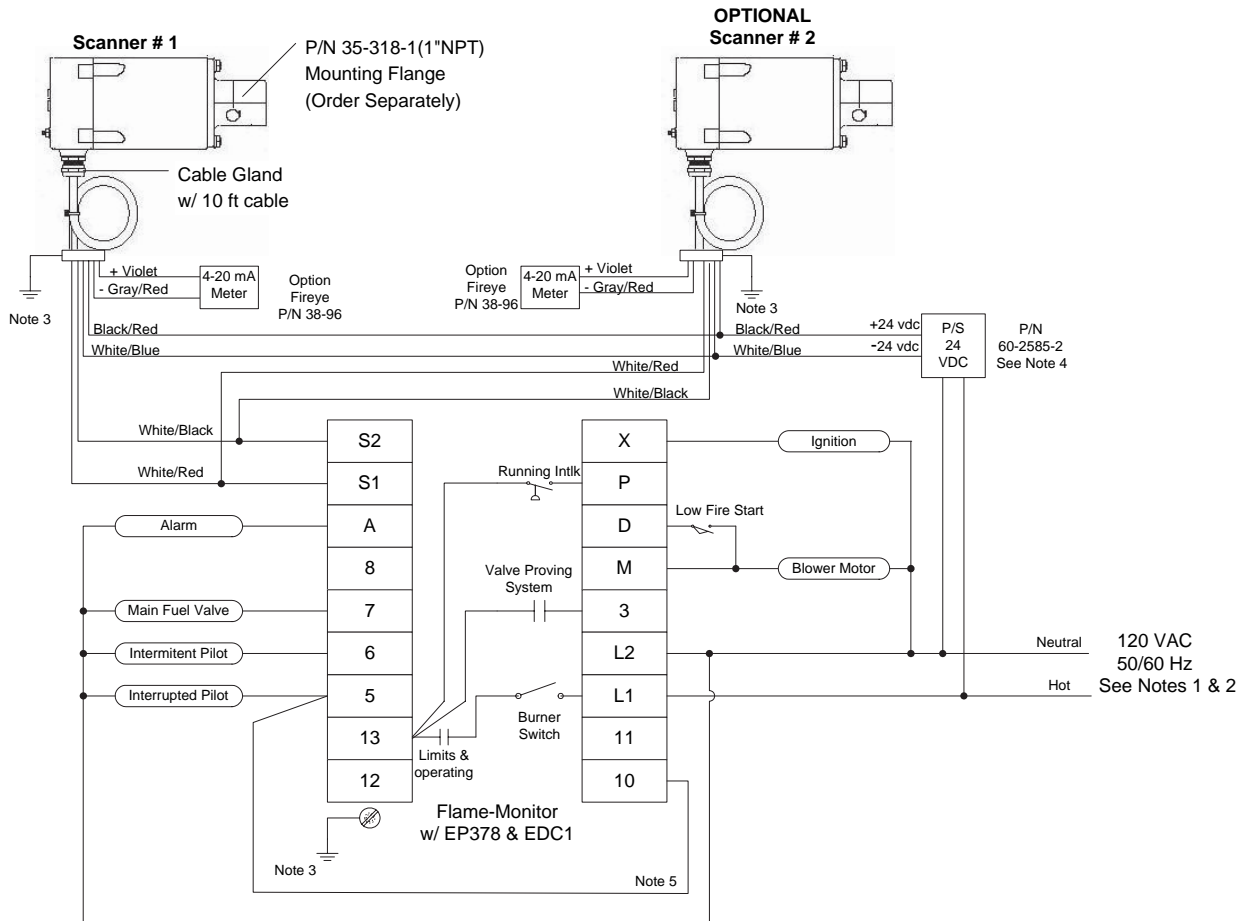 OPTIONAL
Scanner # 1
Scanner # 2
P/N 35-318-1(1"NPT)
Mounting Flange
(Order Separately)
Cable Gland
w/ 10 ft cable
+ Violet
- Gray/Red
4-20 mA
Meter
Option
Fireye
P/N 38-96
Option
Fireye
P/N 38-96
4-20 mA
Meter
+ Violet
- Gray/Red
Note 3
Note 3
Black/Red
White/Blue
Black/Red
White/Blue
+24 vdc
-24 vdc
P/S
24
VDC
P/N
60-2585-2
See Note 4
White/Red
White/Black
White/Black
White/Red
S2
S1
A
8
7
6
5
13
12
X
P
D
M
3
L2
L1
11
10
Alarm
Main Fuel Valve
Intermitent Pilot
Interrupted Pilot
Running Intlk
Valve Proving
System
Limits &
operating
Burner
Switch
Ignition
Low Fire Start
Blower Motor
Neutral
Hot
120 VAC
50/60 Hz
See Notes 1 & 2
Flame-Monitor
w/ EP378 & EDC1
Note 3
Note 5